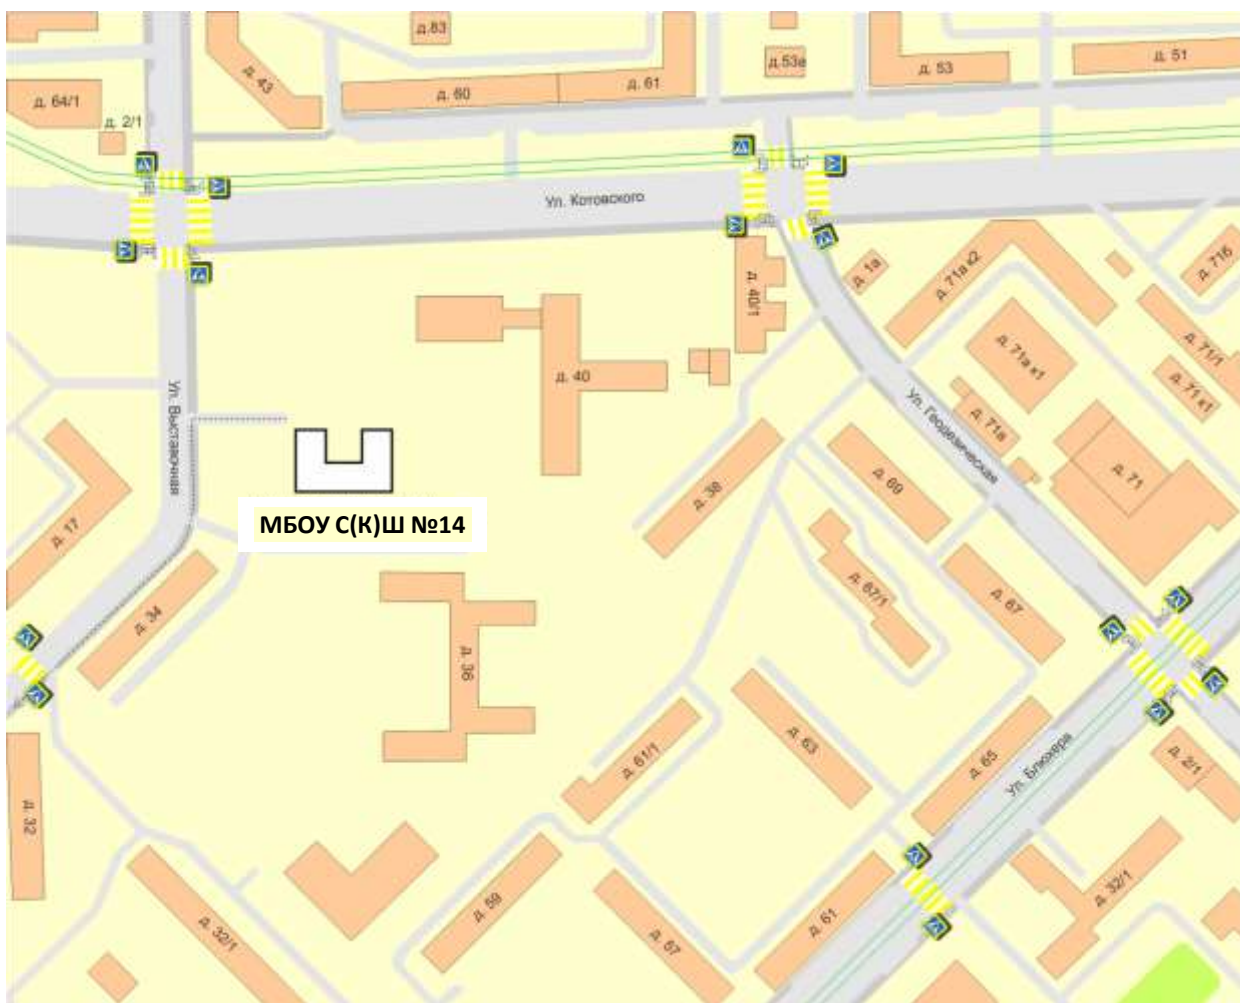 д.83
д. 43
д. 60
д. 61
д.53а
д. 53
д. 51
д. 64/1
д. 2/1
Ул. Котовского
д. 40/1
д. 1а
д. 71а к2
д. 71б
д. 71/1
д. 71 к1
д. 71а к1
д. 71а
д. 71
д. 40
Ул. Выставочная
Ул. Геодезическая
д. 17
МБОУ С(К)Ш №14
д. 38
д. 69
д. 67/1
д. 67
д. 34
д. 36
д. 61/1
д. 63
д. 65
Ул. Блюхера
д. 2/1
д. 32
д. 32/1
д. 59
д. 57
д. 61
д. 32/1